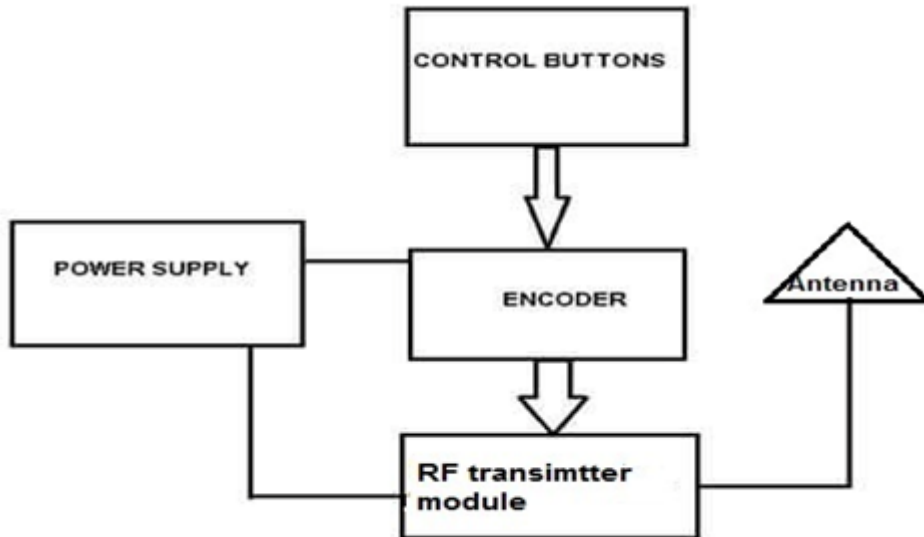 CONTROL BUTTONS
POWER SUPPLY
ENCODER
Antenna
RF transimtter
module